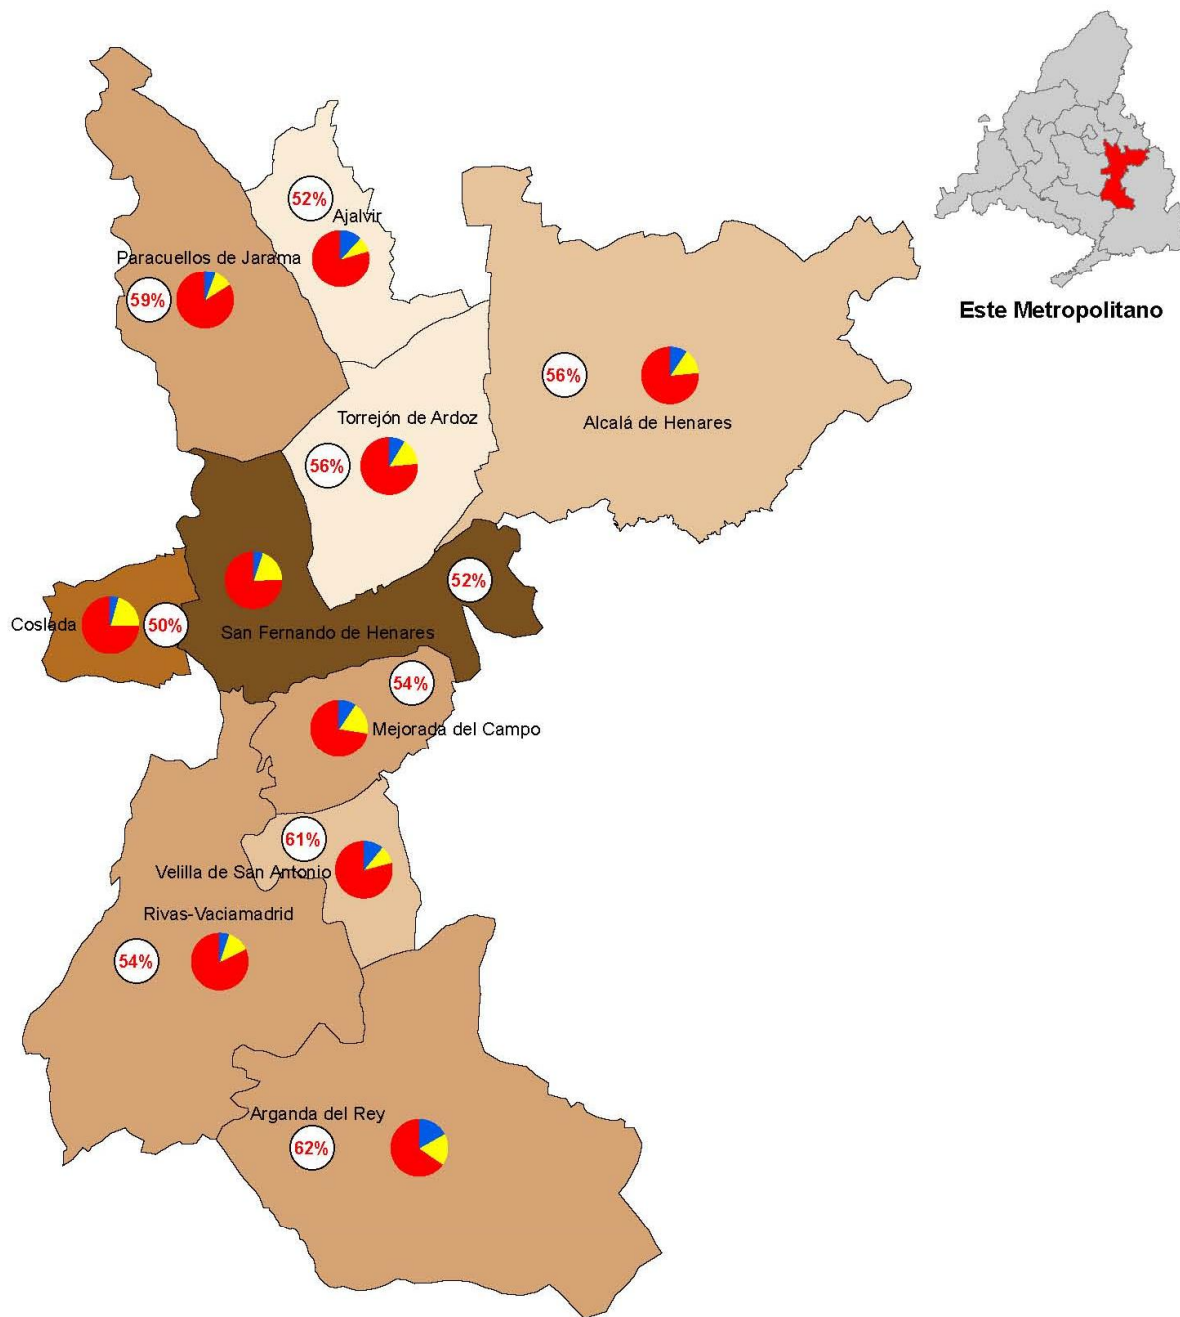 52%
Ajalvir
Paracuellos de Jarama
59%
Este Metropolitano
56%
Alcalá de Henares
Torrejón de Ardoz
56%
52%
Coslada
50%
San Fernando de Henares
54%
Mejorada del Campo
61%
Velilla de San Antonio
Rivas-Vaciamadrid
54%
Arganda del Rey
62%